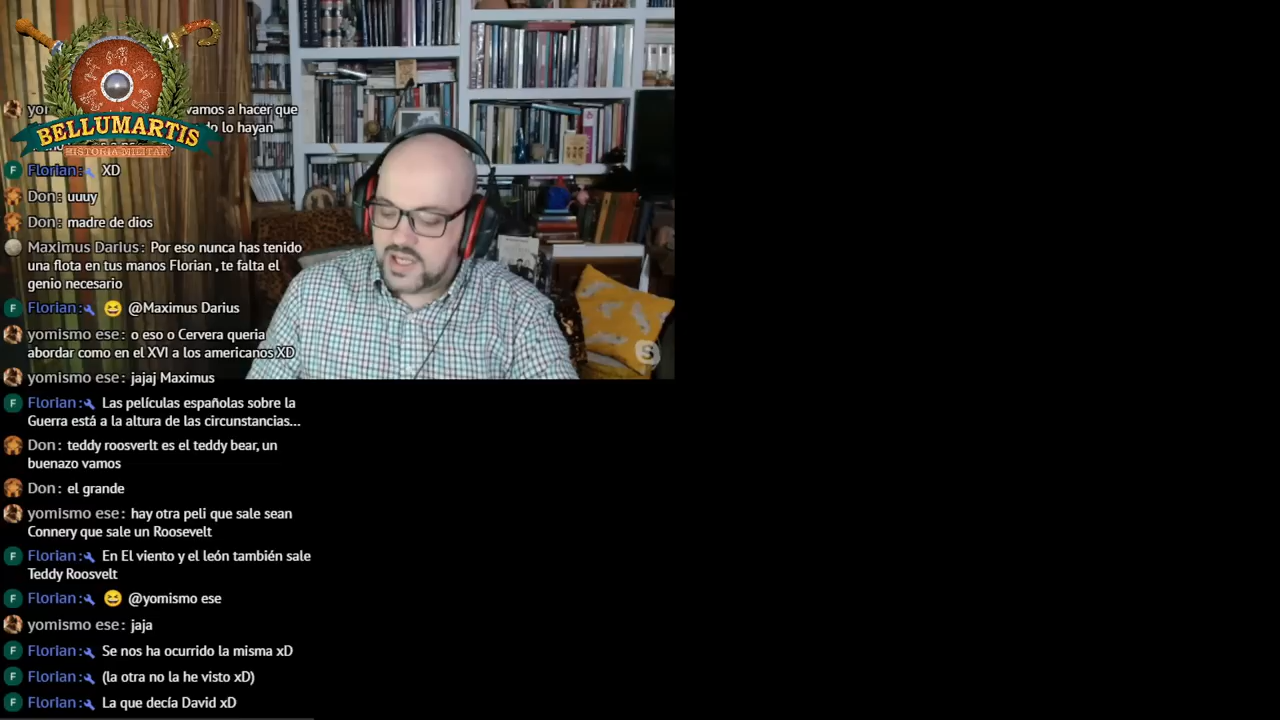 BELLUMARTIS
HISTORIA MILITAR
vamos a hacer que
lo hayan
Florian: XD
Don: uuuy
Don: madre de dios
Maximus Darius: Por eso nunca has tenido
una flota en tus manos Florian , te falta el
genio necesario
Florian: 😆 @Maximus Darius
yomismo ese: o eso o Cervera queria
abordar como en el XVI a los americanos XD
yomismo ese: jajaj Maximus
Florian: Las películas españolas sobre la
Guerra está a la altura de las circunstancias...
Don: teddy roosverlt es el teddy bear, un
buenazo vamos
Don: el grande
yomismo ese: hay otra peli que sale sean
Connery que sale un Roosevelt
Florian: En El viento y el león también sale
Teddy Roosvelt
Florian: 😆 @yomismo ese
yomismo ese: jaja
Florian: Se nos ha ocurrido la misma xD
Florian: (la otra no la he visto xD)
Florian: La que decía David xD